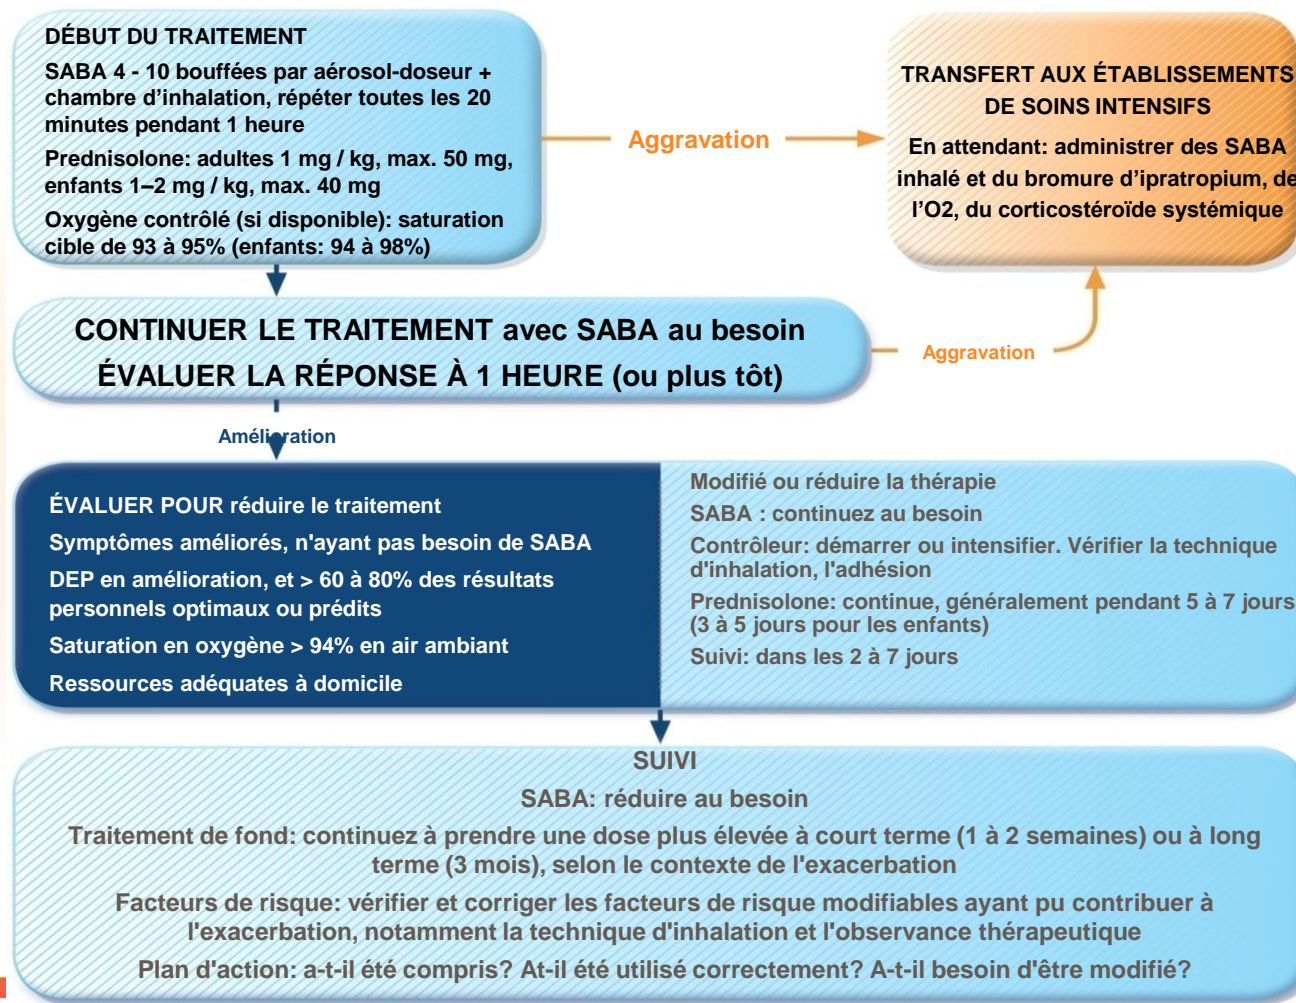 DÉBUT DU TRAITEMENT
SABA 4 - 10 bouffées par aérosol-doseur +
chambre d’inhalation, répéter toutes les 20
minutes pendant 1 heure
Prednisolone: adultes 1 mg / kg, max. 50 mg,
enfants 1–2 mg / kg, max. 40 mg
Oxygène contrôlé (si disponible): saturation
cible de 93 à 95% (enfants: 94 à 98%)
Aggravation
TRANSFERT AUX ÉTABLISSEMENTS
DE SOINS INTENSIFS
En attendant: administrer des SABA
inhalé et du bromure d’ipratropium, de
l’O2, du corticostéroïde systémique
CONTINUER LE TRAITEMENT avec SABA au besoin
ÉVALUER LA RÉPONSE À 1 HEURE (ou plus tôt)
Aggravation
Amélioration
ÉVALUER POUR réduire le traitement
Symptômes améliorés, n'ayant pas besoin de SABA
DEP en amélioration, et > 60 à 80% des résultats
personnels optimaux ou prédits
Saturation en oxygène > 94% en air ambiant
Ressources adéquates à domicile
Modifié ou réduire la thérapie
SABA : continuez au besoin
Contrôleur: démarrer ou intensifier. Vérifier la technique
d'inhalation, l'adhésion
Prednisolone: continue, généralement pendant 5 à 7 jours
(3 à 5 jours pour les enfants)
Suivi: dans les 2 à 7 jours
SUIVI
SABA: réduire au besoin
Traitement de fond: continuez à prendre une dose plus élevée à court terme (1 à 2 semaines) ou à long
terme (3 mois), selon le contexte de l'exacerbation
Facteurs de risque: vérifier et corriger les facteurs de risque modifiables ayant pu contribuer à
l'exacerbation, notamment la technique d'inhalation et l'observance thérapeutique
Plan d'action: a-t-il été compris? At-il été utilisé correctement? A-t-il besoin d'être modifié?